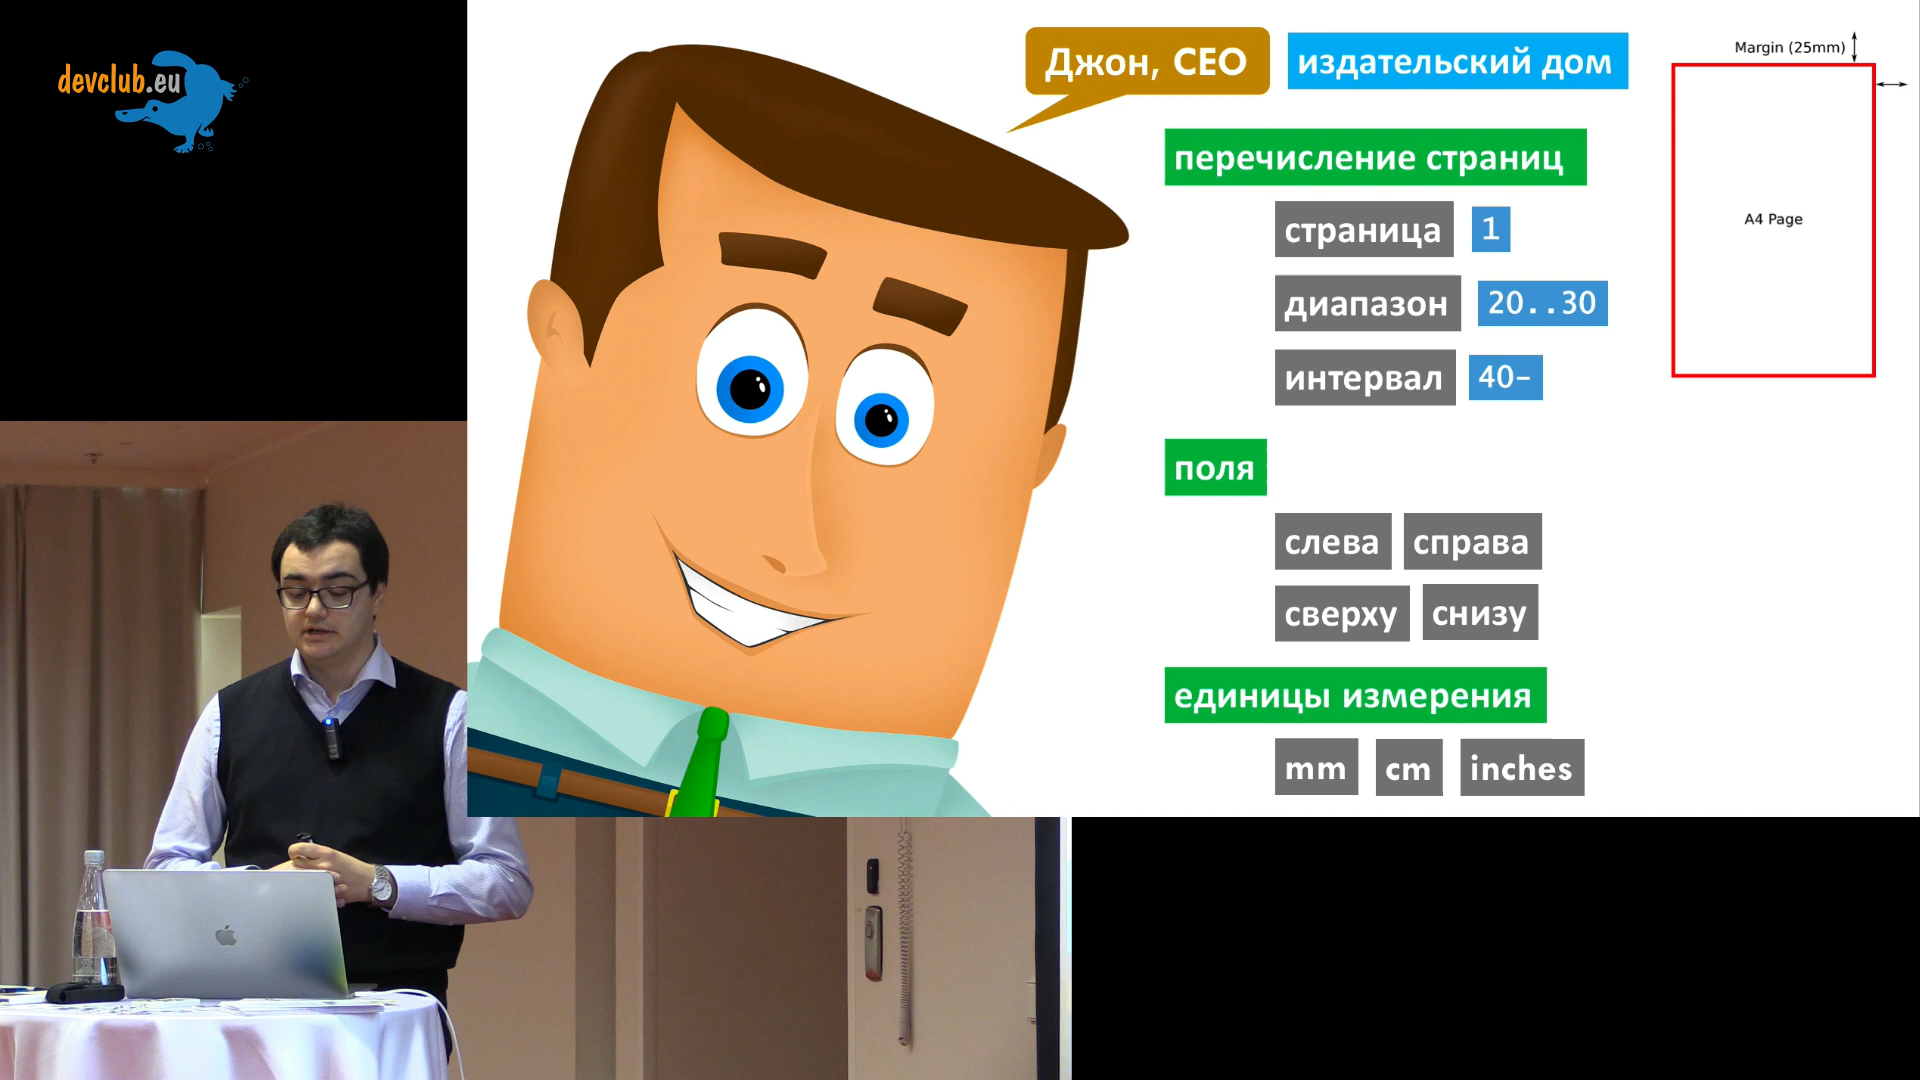 devclub.eu
Джон, CEO
издательский дом
перечисление страниц
страница 1
диапазон 20..30
интервал 40-
поля
слева справа
сверху снизу
единицы измерения
mm cm inches
Margin (25mm)
A4 Page